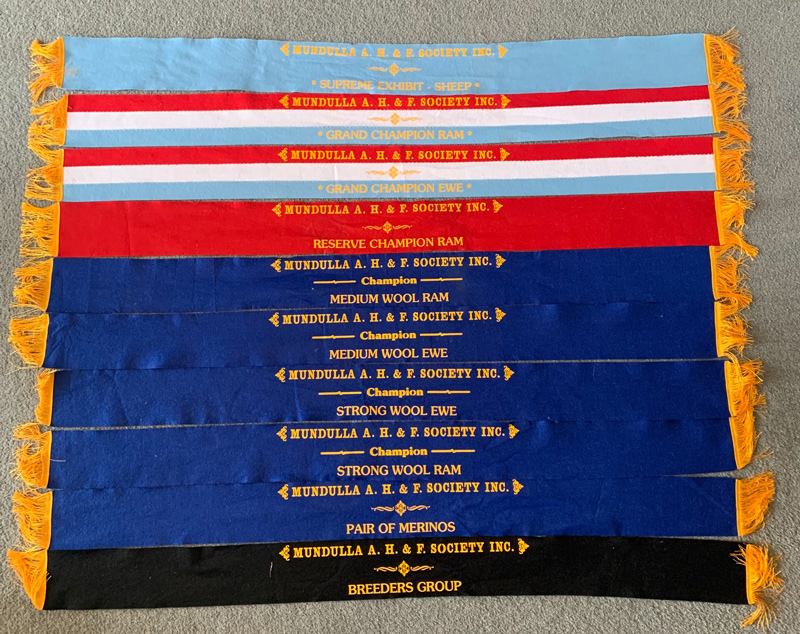 MUNDULLA A. H. & F. SOCIETY INC.
* SUPREME EXHIBIT - SHEEP *
MUNDULLA A. H. & F. SOCIETY INC.
* GRAND CHAMPION RAM *
MUNDULLA A. H. & F. SOCIETY INC.
* GRAND CHAMPION EWE *
MUNDULLA A. H. & F. SOCIETY INC.
RESERVE CHAMPION RAM
MUNDULLA A. H. & F. SOCIETY INC.
Champion
MEDIUM WOOL RAM
MUNDULLA A. H. & F. SOCIETY INC.
Champion
MEDIUM WOOL EWE
MUNDULLA A. H. & F. SOCIETY INC.
Champion
STRONG WOOL EWE
MUNDULLA A. H. & F. SOCIETY INC.
Champion
STRONG WOOL RAM
MUNDULLA A. H. & F. SOCIETY INC.
PAIR OF MERINOS
MUNDULLA A. H. & F. SOCIETY INC.
BREEDERS GROUP